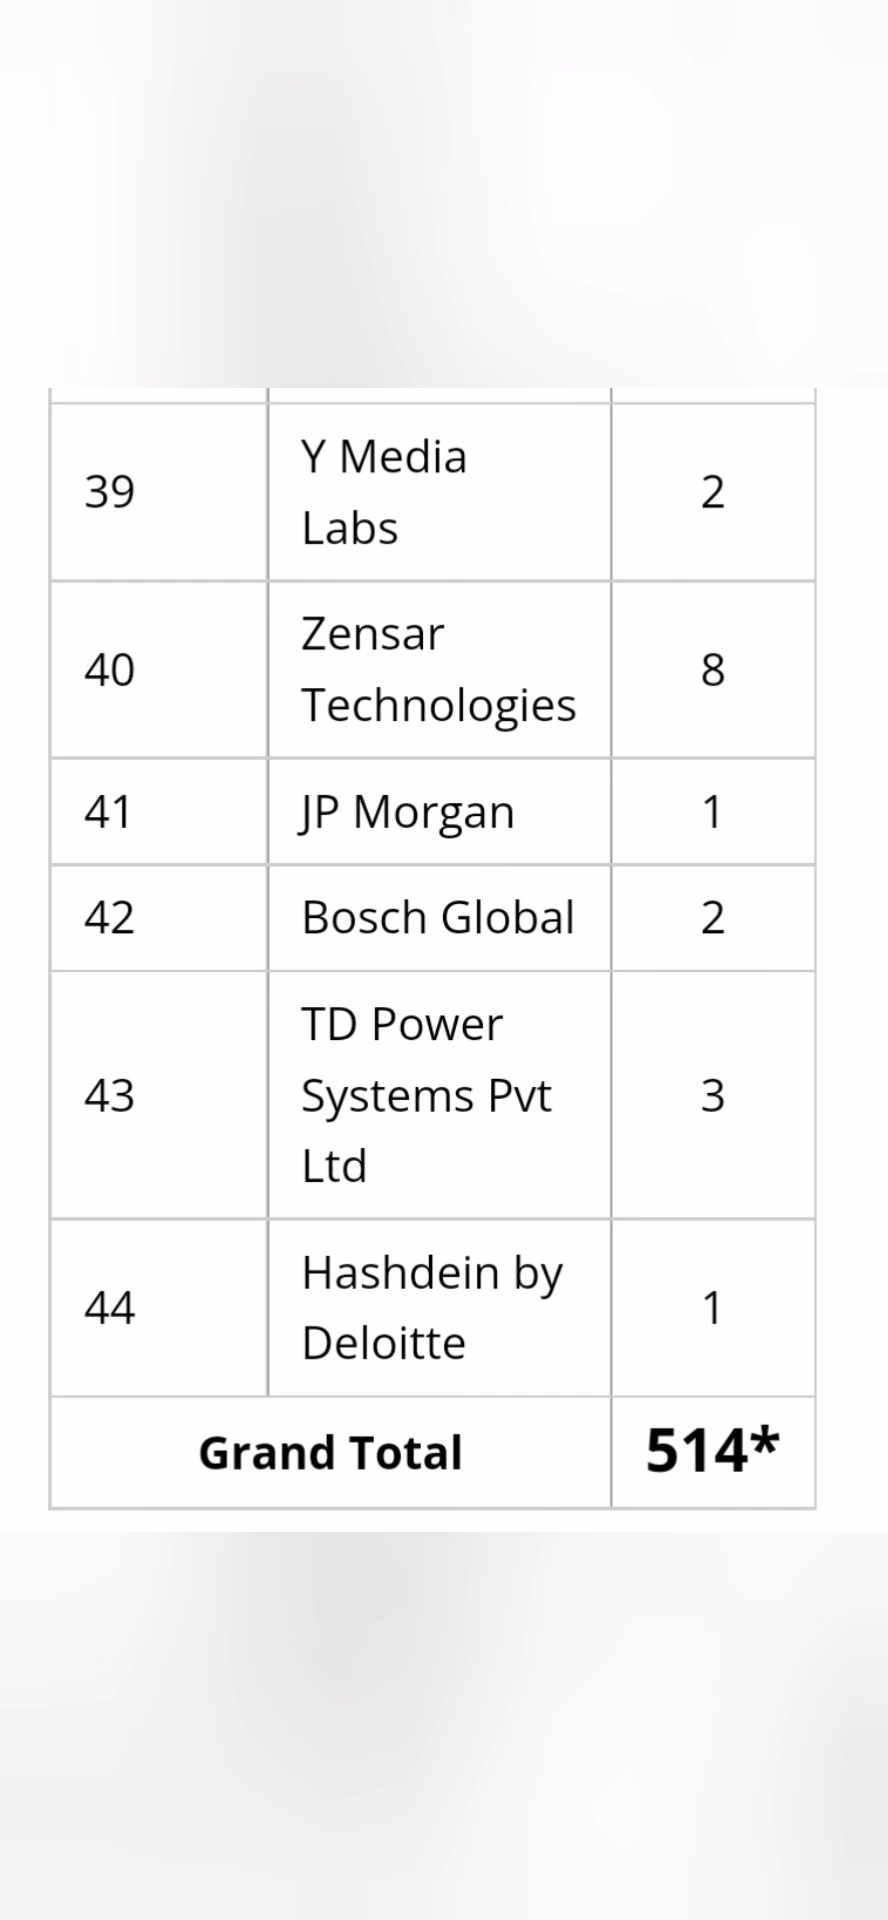 39
Y Media
Labs
2
40
Zensar
Technologies
8
41
JP Morgan
1
42
Bosch Global
2
43
TD Power
Systems Pvt
Ltd
3
44
Hashdein by
Deloitte
1
Grand Total
514*